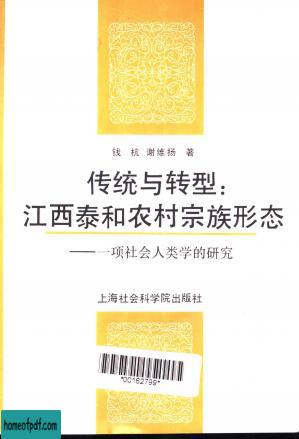 钱 杭 谢维扬 著
传统与转型：
江西泰和农村宗族形态
——一项社会人类学的研究
上海社会科学院出版社
*00162799*
homeofpdf.com